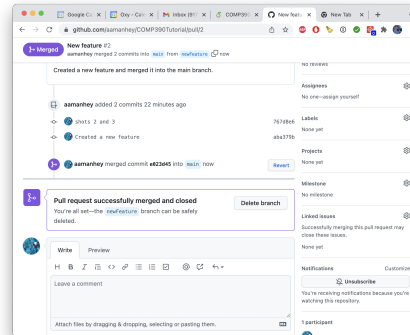 Google Ca
Oxy - Calc
Inbox (91
COMP390
New featu
New Tab
github.com/aamanhey/COMP390Tutorial/pull/2
Merged
New feature #2
aamanhey merged 2 commits into main from newFeature now
Created a new feature and merged it into the main branch.
No reviews
Assignees
No one—assign yourself
aamanhey added 2 commits 22 minutes ago
shots 2 and 3
767d8e6
Created a new feature
aba379b
Labels
None yet
Projects
None yet
aamanhey merged commit e023d45 into main now
Revert
Milestone
No milestone
Pull request successfully merged and closed
You're all set—the newFeature branch can be safely
deleted.
Delete branch
Linked issues
Successfully merging this pull request may
close these issues.
None yet
Write
Preview
Leave a comment
Attach files by dragging & dropping, selecting or pasting them.
Notifications
Customize
Unsubscribe
You're receiving notifications because you're
watching this repository.
1 participant